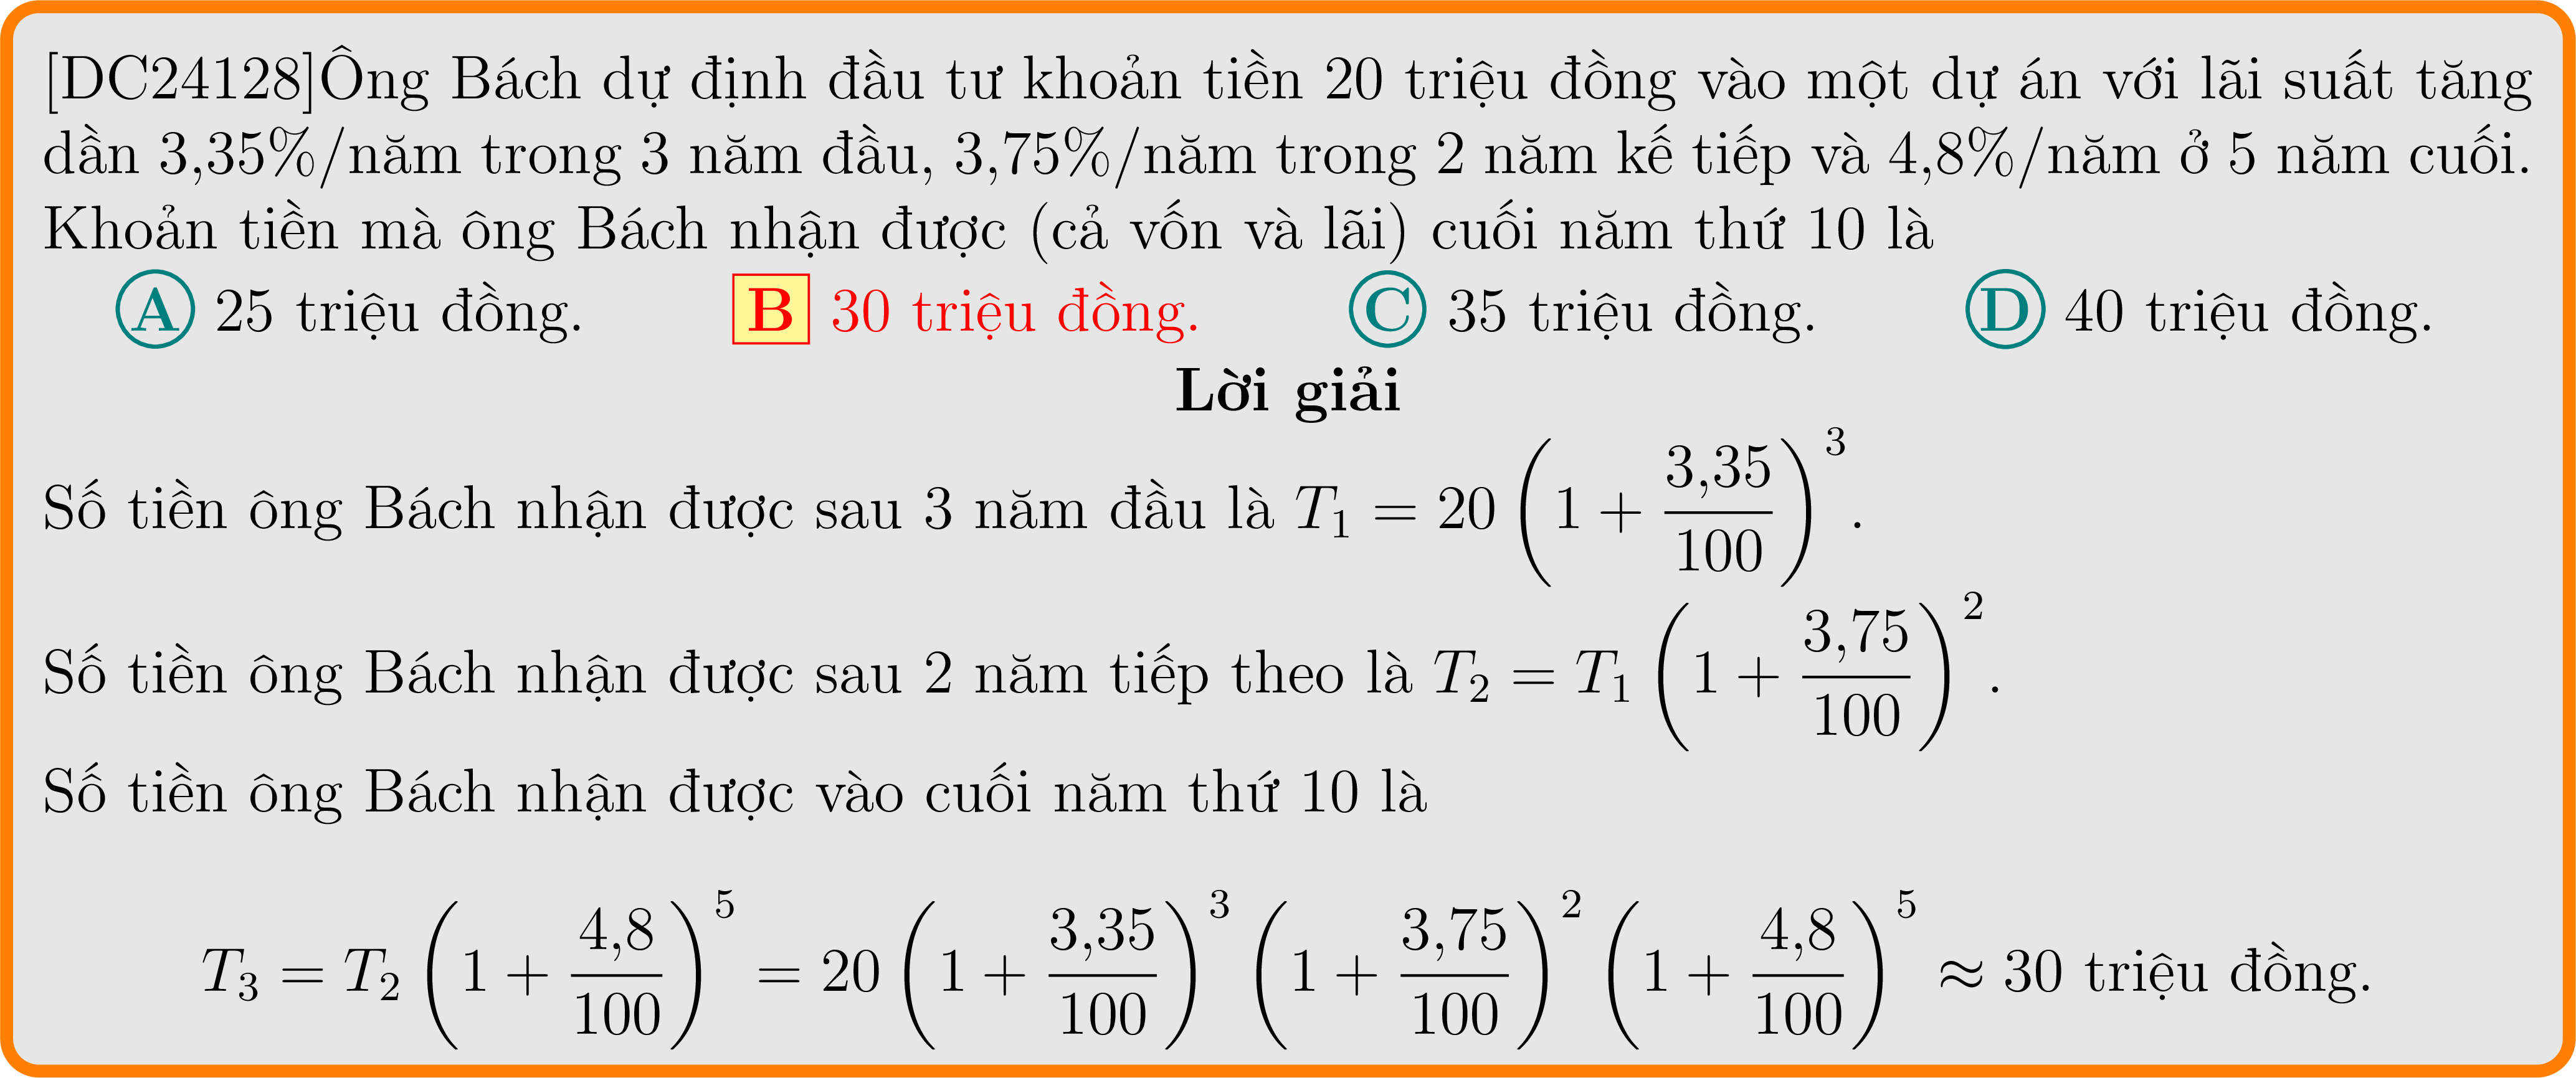 [DC24128]Ông Bách dự định đầu tư khoản tiền 20 triệu đồng vào một dự án với lãi suất tăng
dần 3,35%/năm trong 3 năm đầu, 3,75%/năm trong 2 năm kế tiếp và 4,8%/năm ở 5 năm cuối.
Khoản tiền mà ông Bách nhận được (cả vốn và lãi) cuối năm thứ 10 là
A 25 triệu đồng. B 30 triệu đồng. C 35 triệu đồng. D 40 triệu đồng.
Lời giải
Số tiền ông Bách nhận được sau 3 năm đầu là $T_1 = 20\left(1 + \frac{3,35}{100}\right)^3$.
Số tiền ông Bách nhận được sau 2 năm tiếp theo là $T_2 = T_1\left(1 + \frac{3,75}{100}\right)^2$.
Số tiền ông Bách nhận được vào cuối năm thứ 10 là
$T_3 = T_2\left(1 + \frac{4,8}{100}\right)^5 = 20\left(1 + \frac{3,35}{100}\right)^3\left(1 + \frac{3,75}{100}\right)^2\left(1 + \frac{4,8}{100}\right)^5 \approx 30$ triệu đồng.